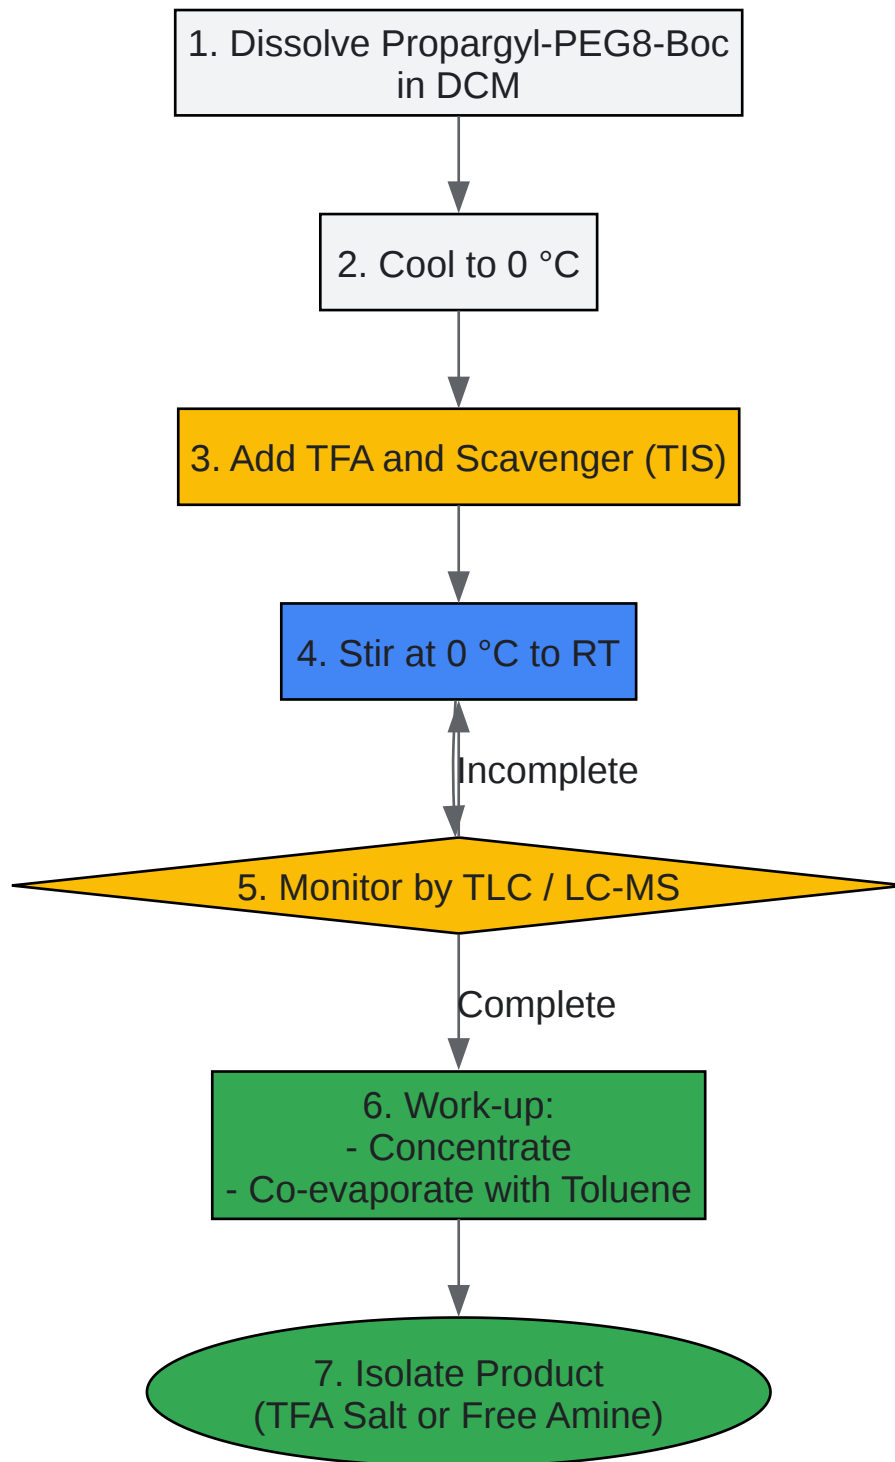 1. Dissolve Propargyl-PEG8-Boc
in DCM
2. Cool to 0 °C
3. Add TFA and Scavenger (TIS)
4. Stir at 0 °C to RT
Incomplete
5. Monitor by TLC / LC-MS
Complete
6. Work-up:
- Concentrate
- Co-evaporate with Toluene
7. Isolate Product
(TFA Salt or Free Amine)